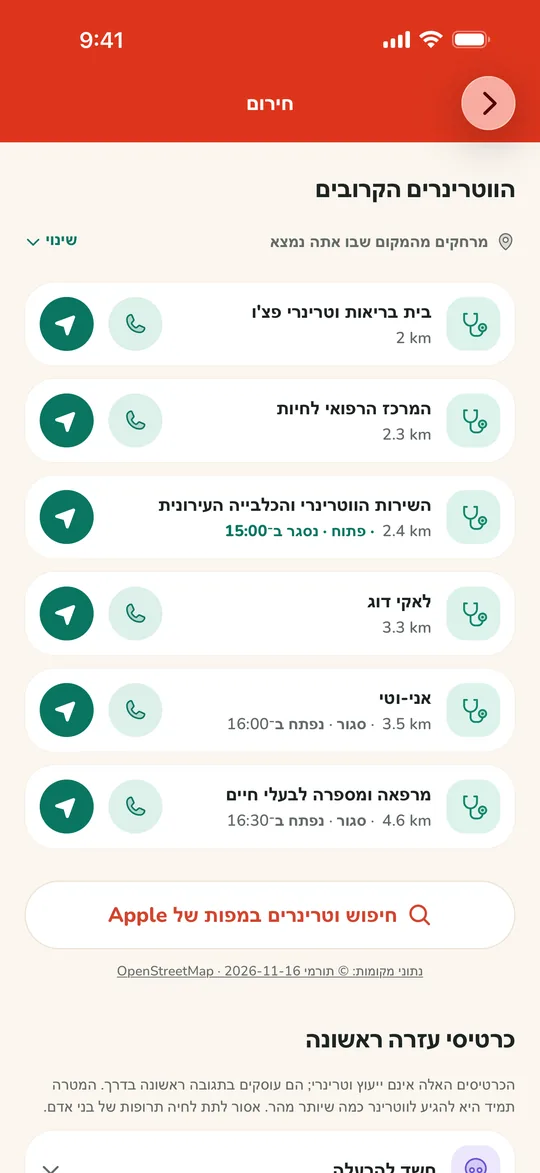 9:41
חירום
הווטרינרים הקרובים
מרחקים מהמקום שבו אתה נמצא
שינוי
בית בריאות וטרינרי פצ'ו
2 km
המרכז הרפואי לחיות
2.3 km
השירות הווטרינרי והכלבייה העירונית
2.4 km · פתוח · נסגר ב־15:00
לאקי דוג
3.3 km
אני-וטי
3.5 km · סגור · נפתח ב־16:00
מרפאה ומספרה לבעלי חיים
4.6 km · סגור · נפתח ב־16:30
חיפוש וטרינרים במפות של Apple
נתוני מקומות: © תורמי OpenStreetMap · 2026-11-16
כרטיסי עזרה ראשונה
הכרטיסים האלה אינם ייעוץ וטרינרי; הם עוסקים בתגובה ראשונה בדרך. המטרה
תמיד היא להגיע לווטרינר כמה שיותר מהר. אסור לתת לחיה תרופות של בני אדם.
חשד להרעלה